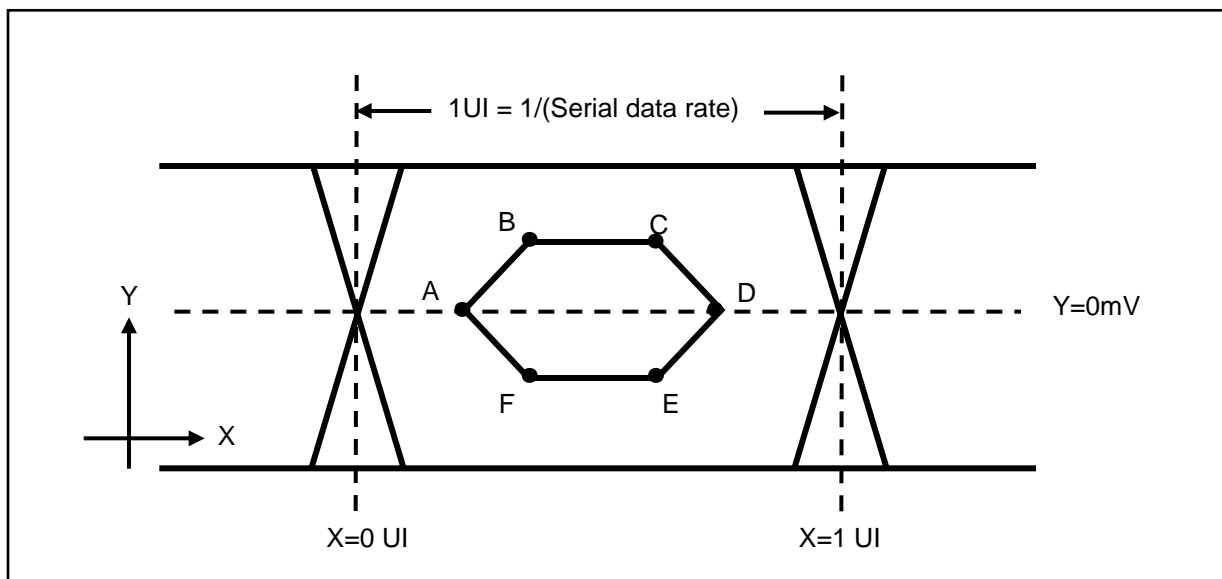 1UI = 1/(Serial data rate)
B
C
A
D
Y
Y=0mV
F
E
X
X=0 UI
X=1 UI